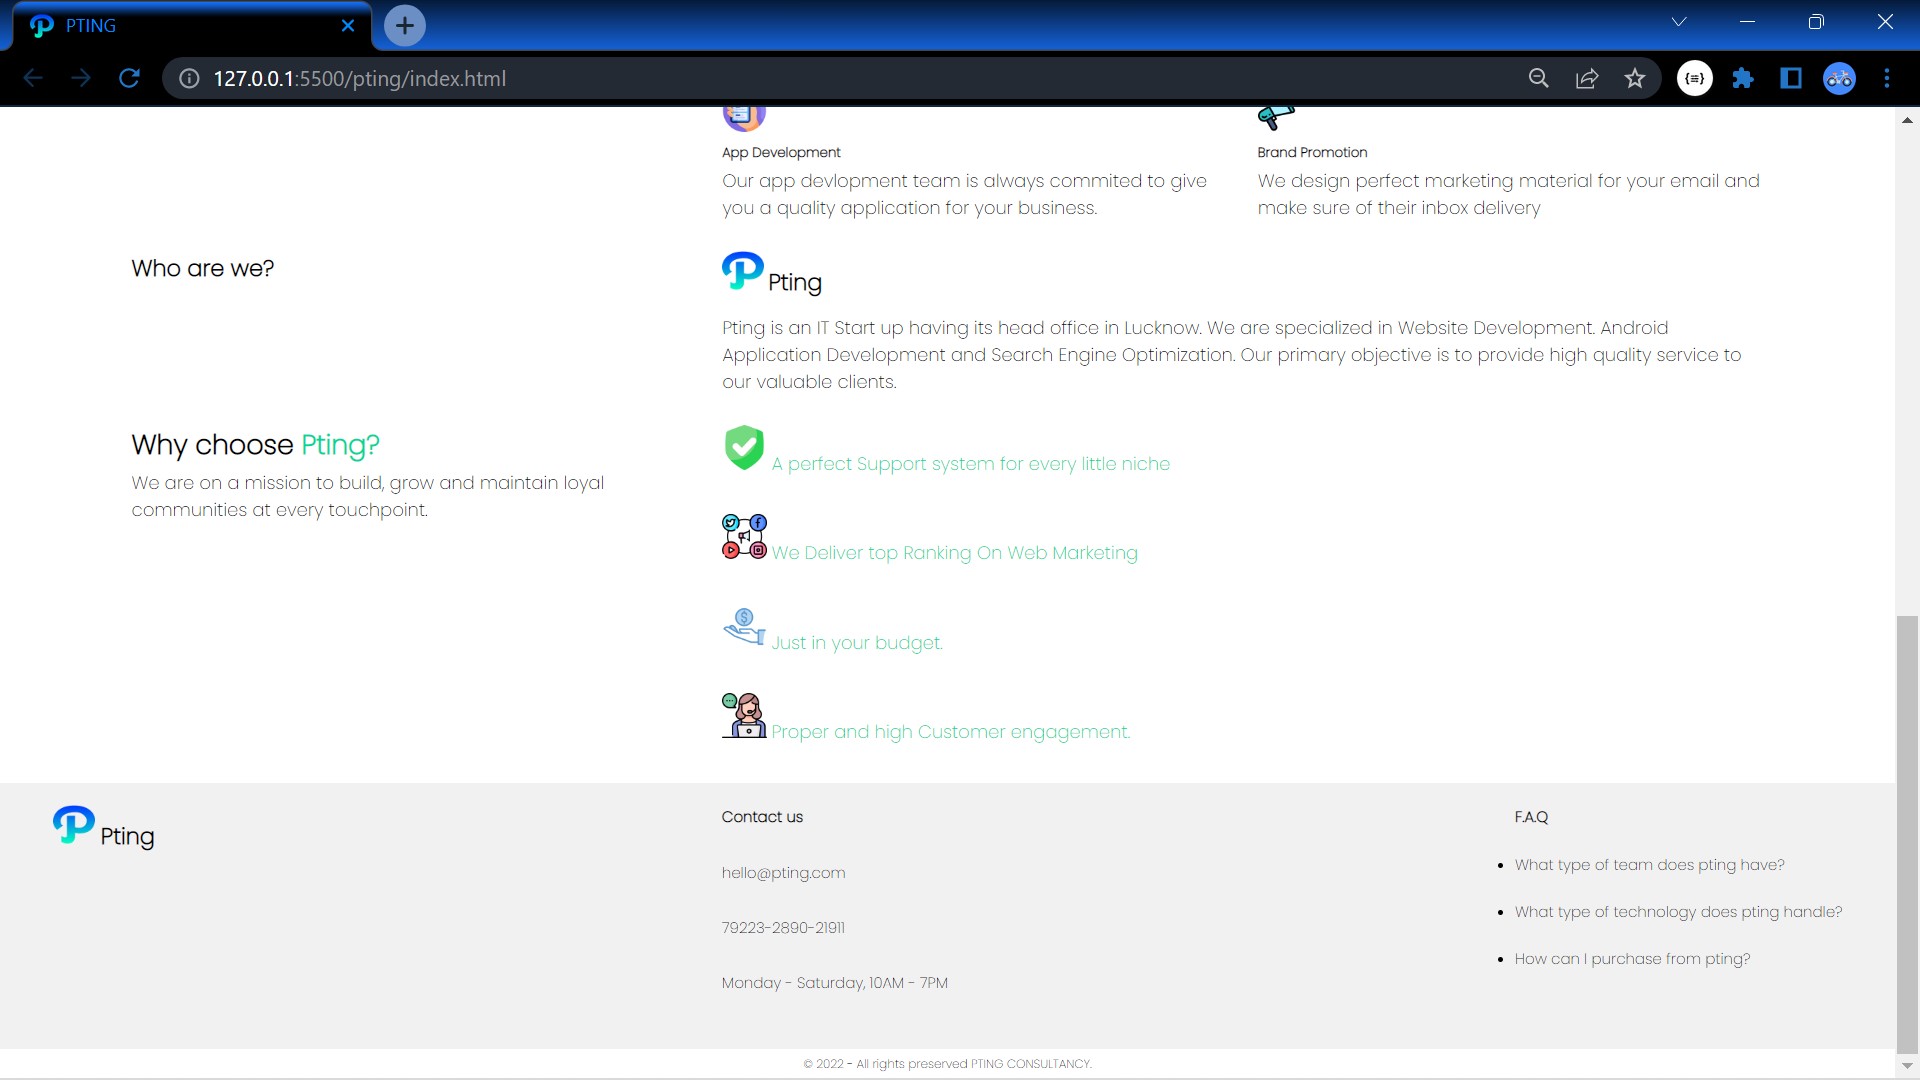 PTING
127.0.0.1:5500/pting/index.html
App Development
Our app devlopment team is always commited to give
you a quality application for your business.
Brand Promotion
We design perfect marketing material for your email and
make sure of their inbox delivery
Who are we?
Pting
Pting is an IT Start up having its head office in Lucknow. We are specialized in Website Development. Android
Application Development and Search Engine Optimization. Our primary objective is to provide high quality service to
our valuable clients.
Why choose Pting?
We are on a mission to build, grow and maintain loyal
communities at every touchpoint.
A perfect Support system for every little niche
We Deliver top Ranking On Web Marketing
Just in your budget.
Proper and high Customer engagement.
Pting
Contact us
hello@pting.com
79223-2890-21911
Monday - Saturday, 10AM - 7PM
F.A.Q
What type of team does pting have?
What type of technology does pting handle?
How can I purchase from pting?
© 2022 - All rights preserved PTING CONSULTANCY.